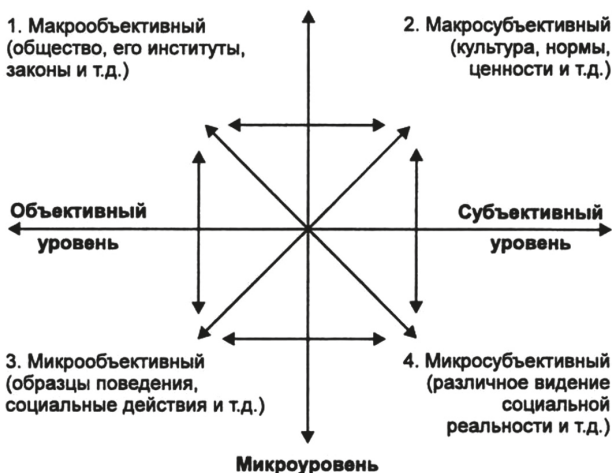 1. Макрообъективный
(общество, его институты,
законы и т.д.)
2. Макросубъективный
(культура, нормы,
ценности и т.д.)
Объективный
уровень
Субъективный
уровень
3. Микрообъективный
(образцы поведения,
социальные действия и т.д.)
4. Микросубъективный
(различное видение
социальной
реальности и т.д.)
Микроуровень